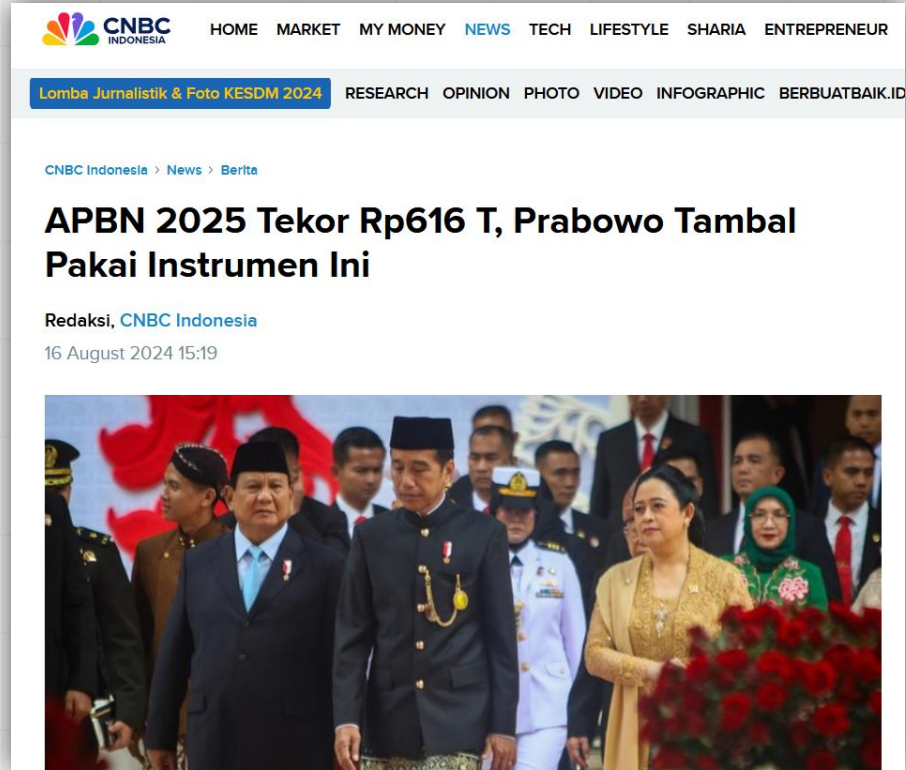 CNBC
INDONESIA
HOME MARKET MY MONEY NEWS TECH LIFESTYLE SHARIA ENTREPRENEUR
Lomba Jurnalistik & Foto KESDM 2024 RESEARCH OPINION PHOTO VIDEO INFOGRAPHIC BERBUATBAIK.ID
CNBC Indonesia > News > Berita
APBN 2025 Tekor Rp616 T, Prabowo Tambal
Pakai Instrumen Ini
Redaksi, CNBC Indonesia
16 August 2024 15:19